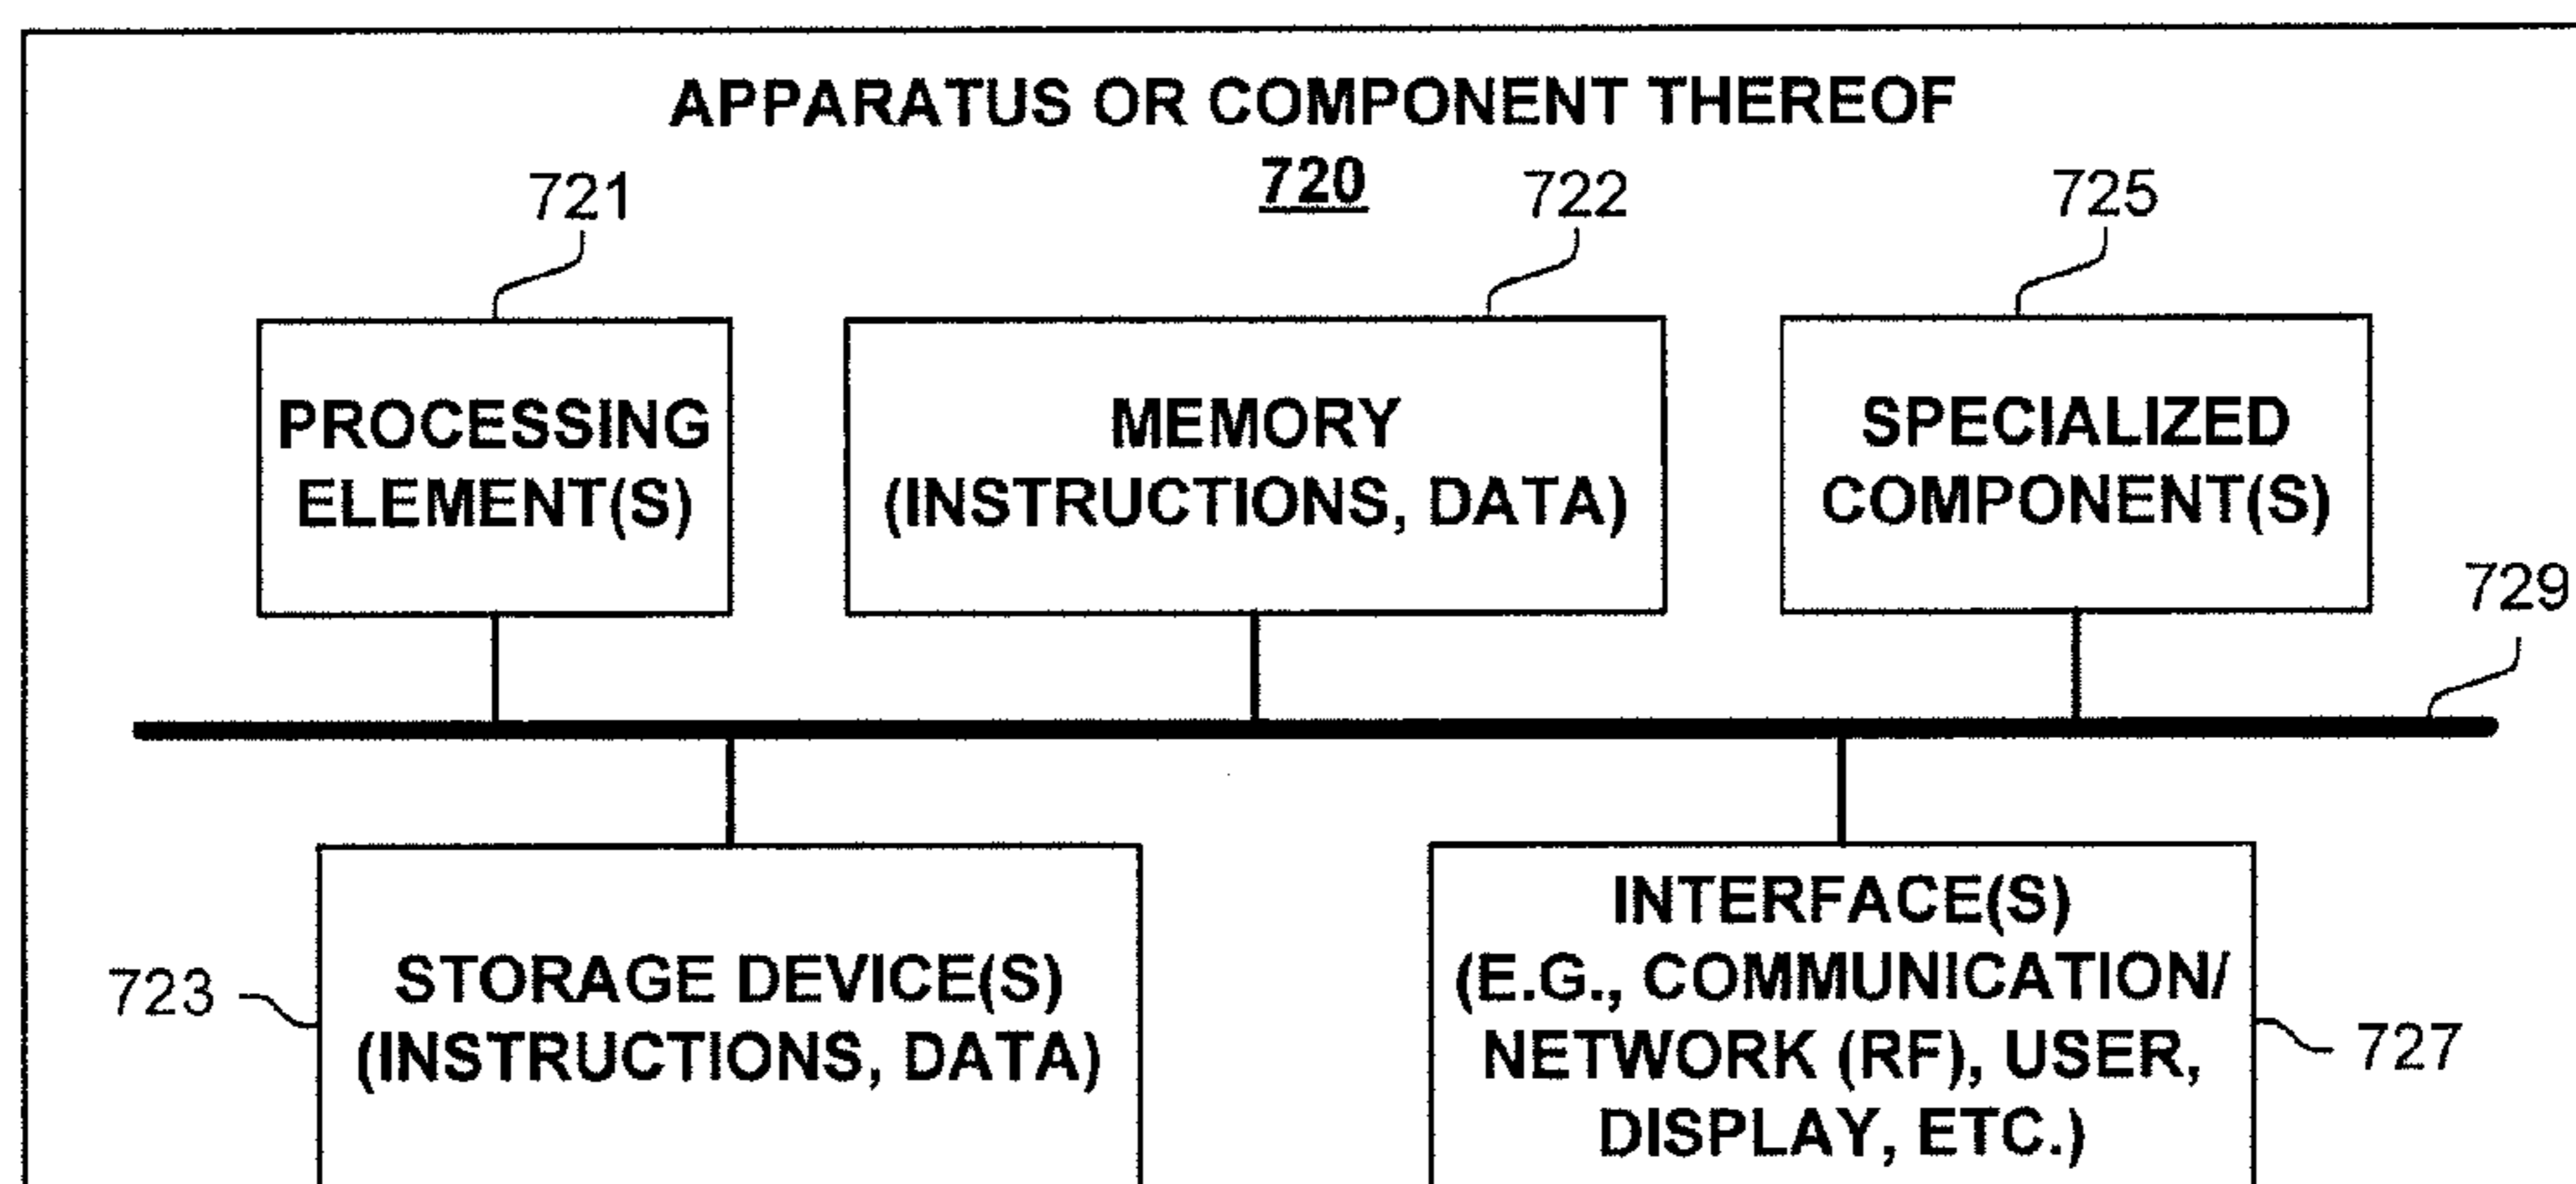 APPARATUS OR COMPONENT THEREOF
720
721
722
725
PROCESSING
ELEMENT(S)
MEMORY
(INSTRUCTIONS, DATA)
SPECIALIZED
COMPONENT(S)
729
723
STORAGE DEVICE(S)
(INSTRUCTIONS, DATA)
INTERFACE(S)
(E.G., COMMUNICATION/
NETWORK (RF), USER,
DISPLAY, ETC.)
727